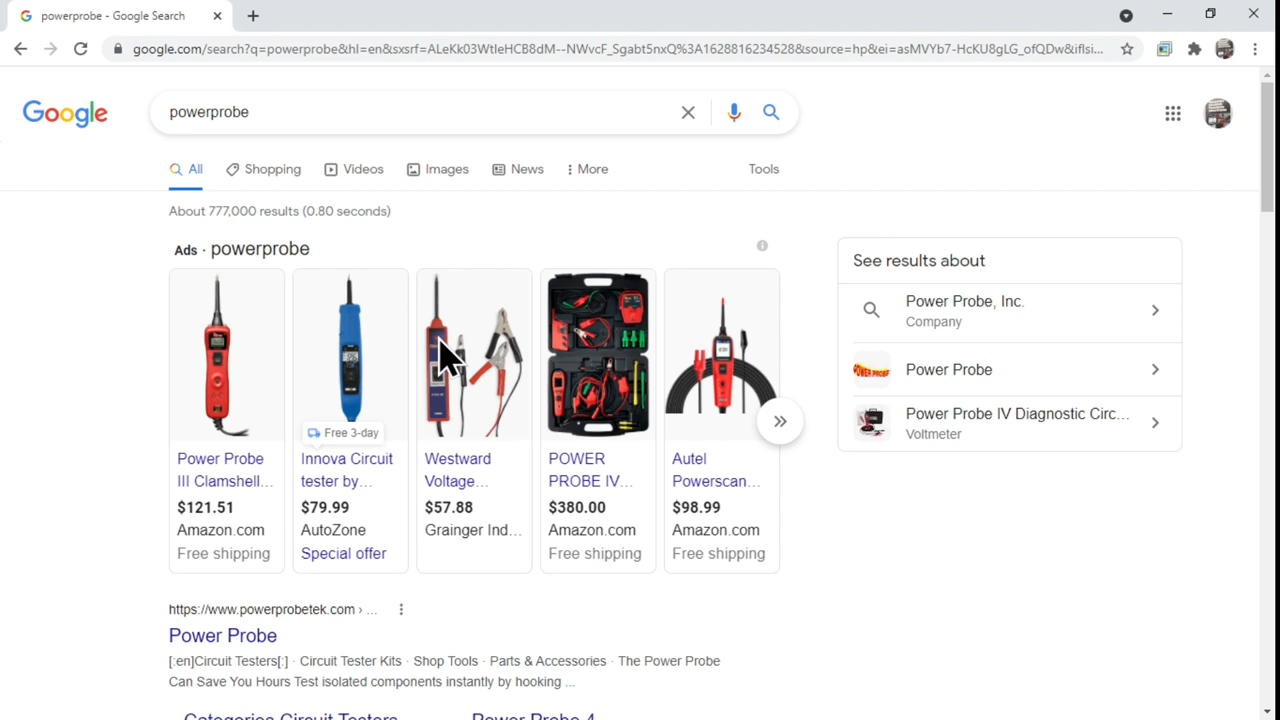 powerprobe - Google Search
google.com/search?q=powerprobe&hl=en&sxsrf=ALeKk03WtIeHCB8dM--NWvcF_Sgabt5nxQ%3A1628816234528&source=hp&ei=asMVYb7-HcKU8gLG_ofQDw&iflsi...
Google
powerprobe
All
Shopping
Videos
Images
News
More
Tools
About 777,000 results (0.80 seconds)
Ads · powerprobe
Free 3-day
Power Probe
III Clamshell...
$121.51
Amazon.com
Free shipping
Innova Circuit
tester by...
$79.99
AutoZone
Special offer
Westward
Voltage...
$57.88
Grainger Ind...
POWER
PROBE IV...
$380.00
Amazon.com
Free shipping
Autel
Powerscan...
$98.99
Amazon.com
Free shipping
See results about
Power Probe, Inc.
Company
POWER PROBE
Power Probe
Power Probe IV Diagnostic Circ...
Voltmeter
https://www.powerprobetek.com › ...
Power Probe
[:en]Circuit Testers[:] · Circuit Tester Kits · Shop Tools · Parts & Accessories · The Power Probe
Can Save You Hours Test isolated components instantly by hooking ...
Categories Circuit Testers
Power Probe 4